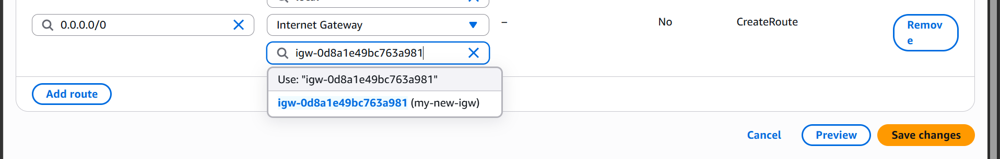 local
0.0.0.0/0
Internet Gateway
–
No
CreateRoute
Remov
e
igw-0d8a1e49bc763a981
Use: "igw-0d8a1e49bc763a981"
igw-0d8a1e49bc763a981 (my-new-igw)
Add route
Cancel
Preview
Save changes